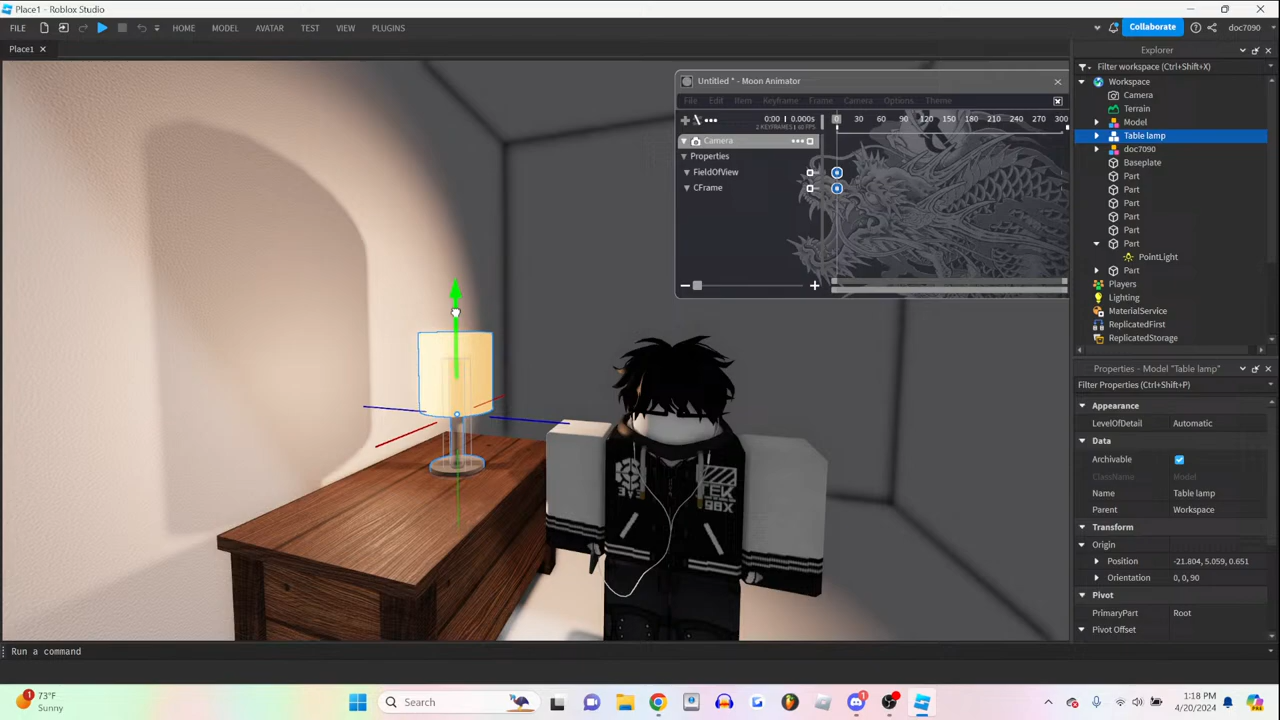 Place1 - Roblox Studio
FILE HOME MODEL AVATAR TEST VIEW PLUGINS Collaborate doc7090
Place1
Untitled * - Moon Animator
File Edit Item Keyframe Frame Camera Options Theme
0:00 | 0.000s
2 KEYFRAMES | 60 FPS
0 30 60 90 120 150 180 210 240 270 300
Camera
Properties
FieldOfView
CFrame
Explorer
Filter workspace (Ctrl+Shift+X)
Workspace
Camera
Terrain
Model
Table lamp
doc7090
Baseplate
Part
Part
Part
Part
Part
Part
PointLight
Part
Players
Lighting
MaterialService
ReplicatedFirst
ReplicatedStorage
Properties - Model "Table lamp"
Filter Properties (Ctrl+Shift+P)
Appearance
LevelOfDetail Automatic
Data
Archivable
ClassName Model
Name Table lamp
Parent Workspace
Transform
Origin
Position -21.804, 5.059, 0.651
Orientation 0, 0, 90
Pivot
PrimaryPart Root
Pivot Offset
Run a command
73°F
Sunny
Search
1:18 PM
4/20/2024